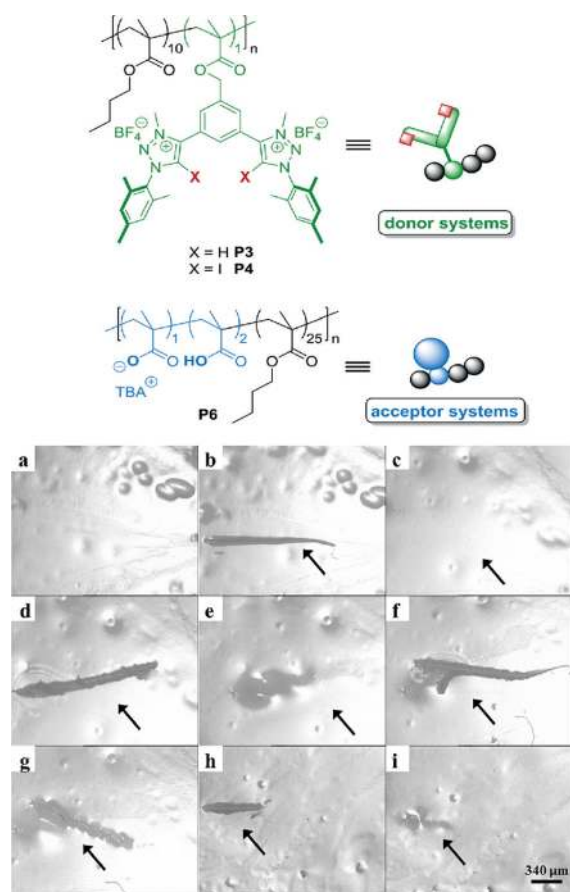 10 1 n
O O O O
BF4⊖ BF4⊖
N ⊕ N ⊕
N N N N
X X
X = H P3
X = I P4
donor systems
1 2 25 n
⊖O O HO O O O
TBA⊕
P6
acceptor systems
a b c
d e f
g h i
340 µm